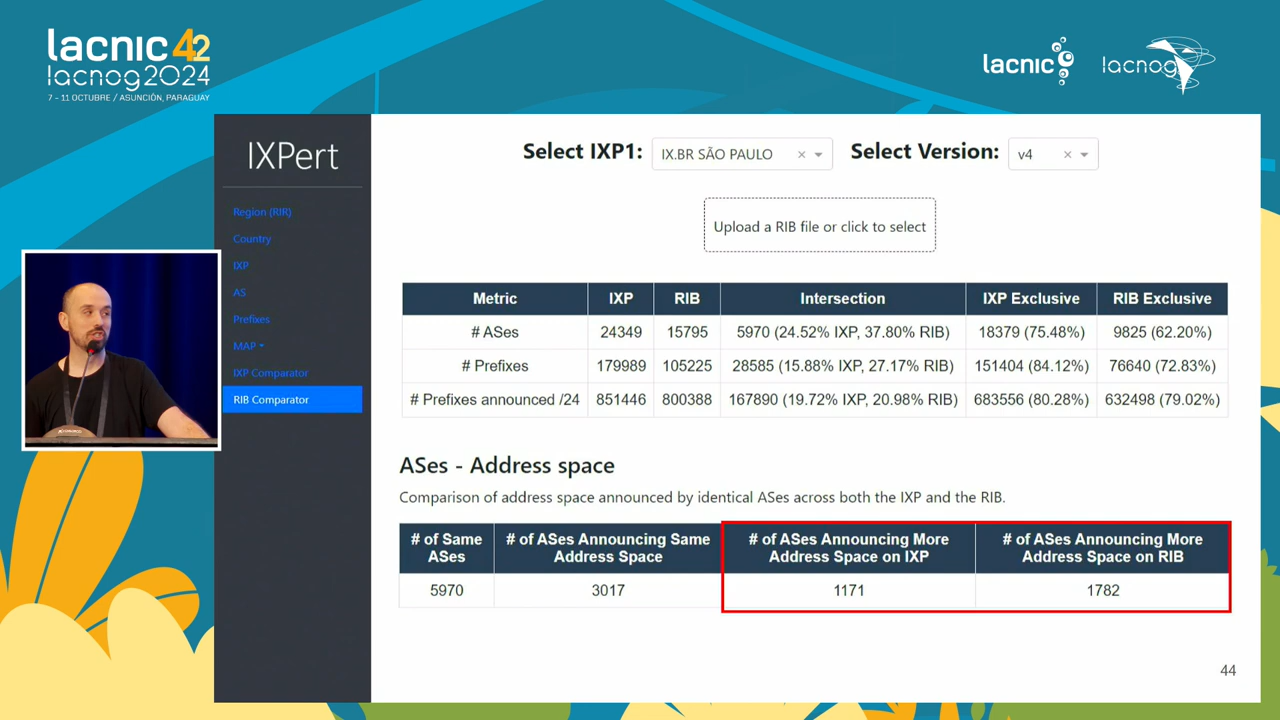 lacnic 42
lacnog2024
7 - 11 OCTUBRE / ASUNCIÓN, PARAGUAY
lacnic
lacnog
IXPert
Region (RIR)
Country
IXP
AS
Prefixes
MAP
IXP Comparator
RIB Comparator
Select IXP1: IX.BR SÃO PAULO × Select Version: v4 ×
Upload a RIB file or click to select
Metric IXP RIB Intersection IXP Exclusive RIB Exclusive
# ASes 24349 15795 5970 (24.52% IXP, 37.80% RIB) 18379 (75.48%) 9825 (62.20%)
# Prefixes 179989 105225 28585 (15.88% IXP, 27.17% RIB) 151404 (84.12%) 76640 (72.83%)
# Prefixes announced /24 851446 800388 167890 (19.72% IXP, 20.98% RIB) 683556 (80.28%) 632498 (79.02%)
ASes - Address space
Comparison of address space announced by identical ASes across both the IXP and the RIB.
# of Same ASes # of ASes Announcing Same Address Space # of ASes Announcing More Address Space on IXP # of ASes Announcing More Address Space on RIB
5970 3017 1171 1782
44